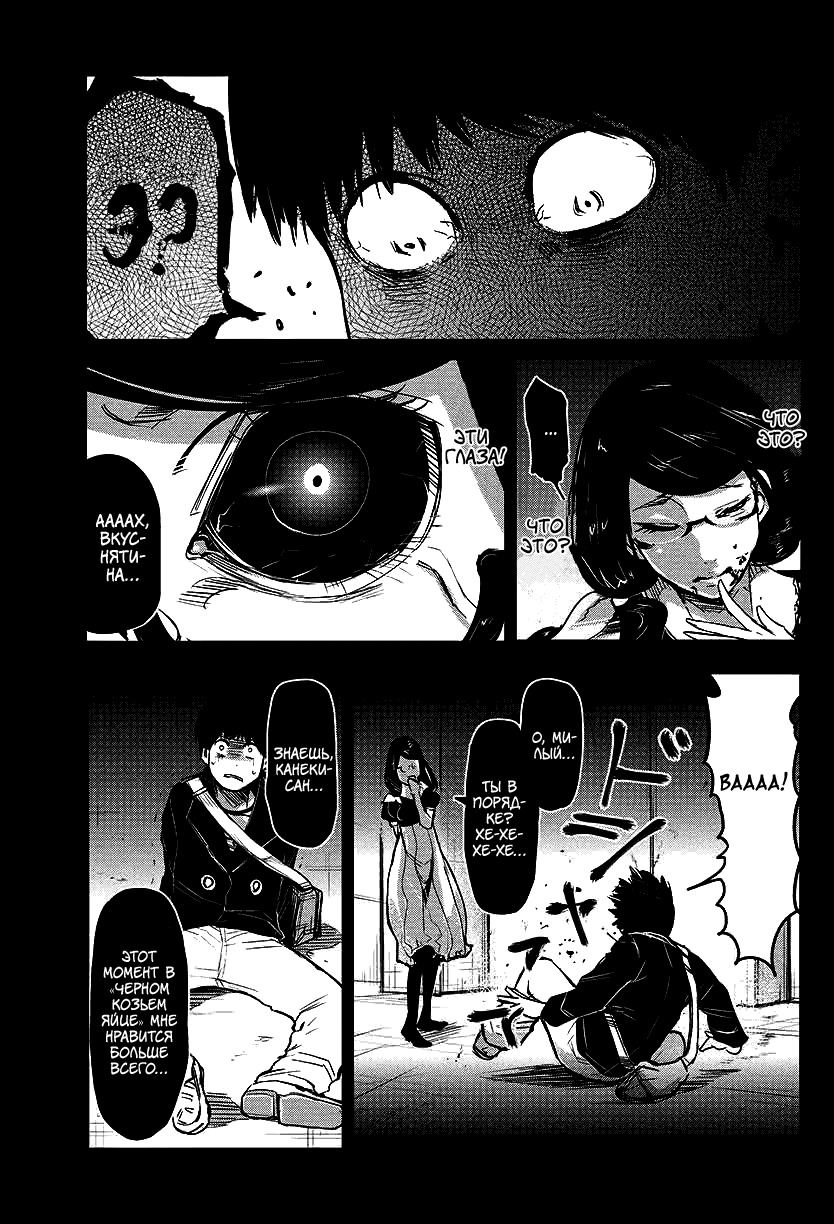 Э?
...
ЧТО
ЭТО?
ЧТО
ЭТО?
ЭТИ
ГЛАЗА!
ААААХ,
ВКУС-
НЯТИ-
НА...
ВАААА!
О, МИ-
ЛЫЙ...
ТЫ В
ПОРЯД-
КЕ?
ХЕ-ХЕ-
ХЕ-ХЕ...
ЗНАЕШЬ,
КАНЕКИ-
САН...
ЭТОТ
МОМЕНТ В
«ЧЕРНОМ
КОЗЬЕМ
ЯЙЦЕ» МНЕ
НРАВИТСЯ
БОЛЬШЕ
ВСЕГО...